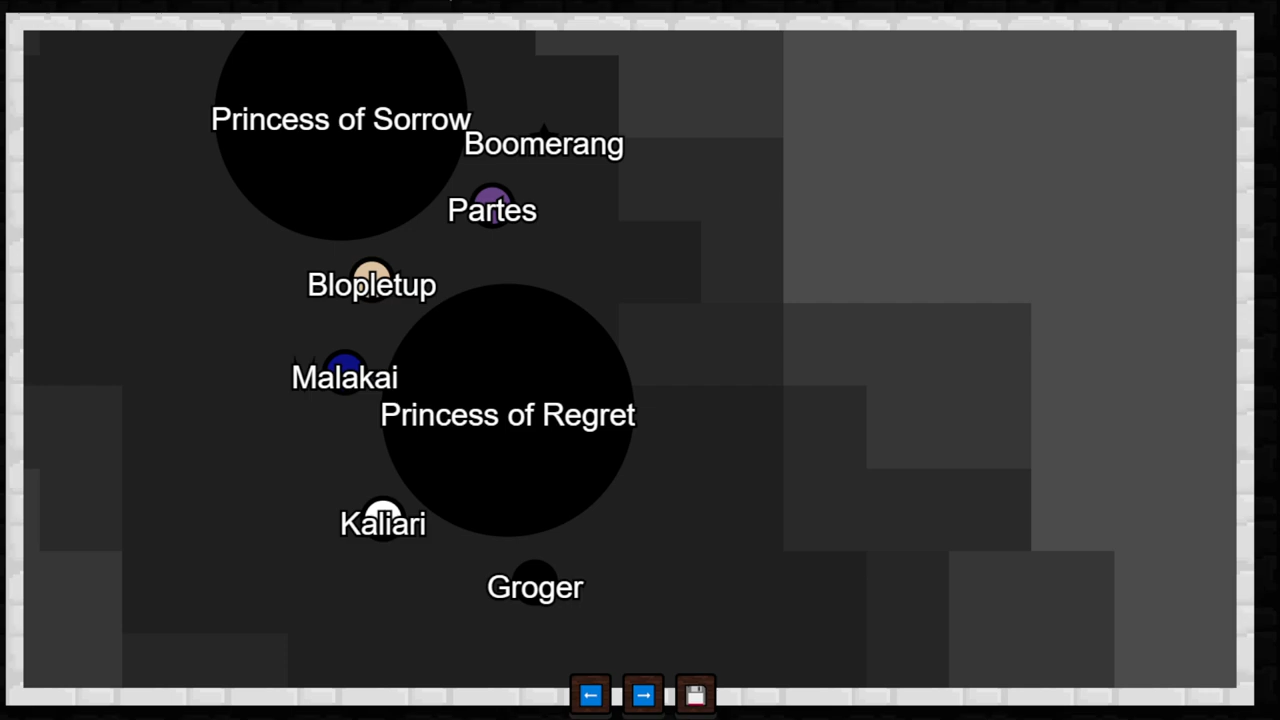 Princess of Sorrow
Boomerang
Partes
Blopletup
Malakai
Princess of Regret
Kaliari
Groger